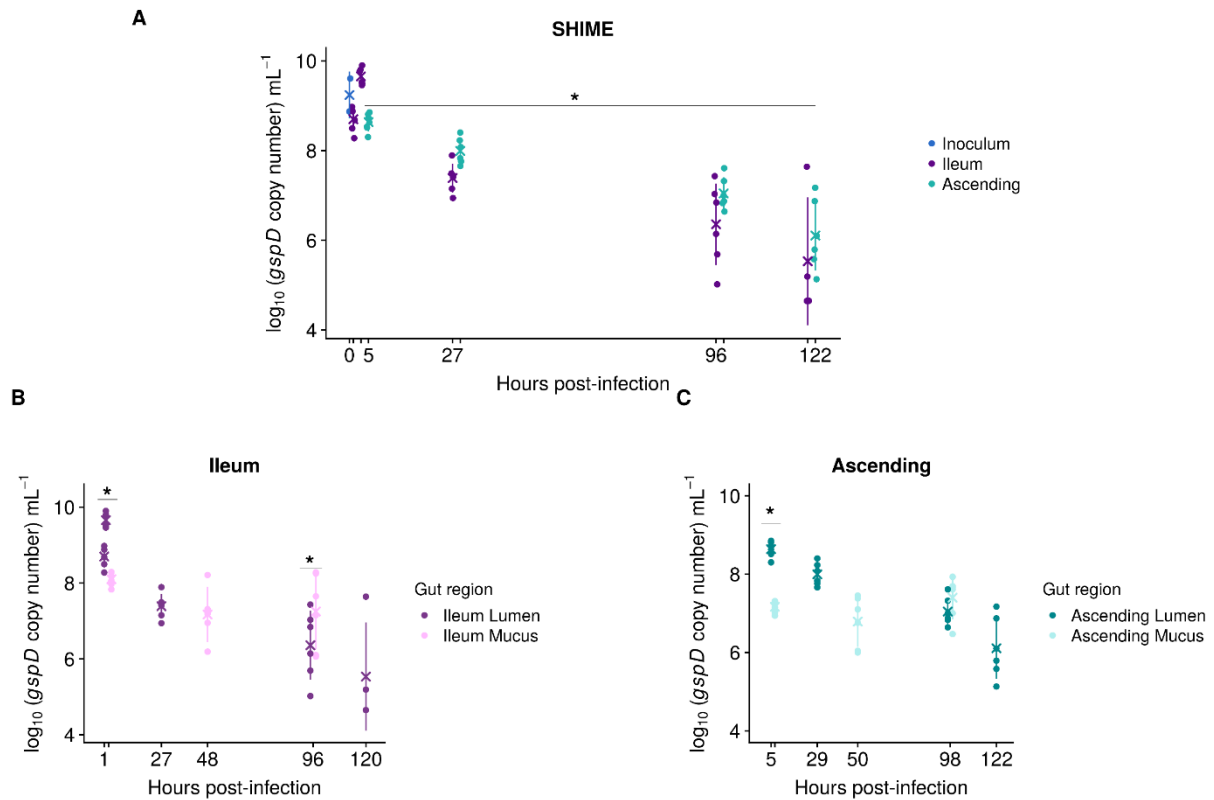 A
SHIME
log₁₀ (gspD copy number) mL⁻¹
10
8
6
4
*
0 5 27 96 122
Hours post-infection
Inoculum
Ileum
Ascending
B
Ileum
log₁₀ (gspD copy number) mL⁻¹
10
8
6
4
*
*
1 27 48 96 120
Hours post-infection
Gut region
Ileum Lumen
Ileum Mucus
C
Ascending
log₁₀ (gspD copy number) mL⁻¹
10
8
6
4
*
5 29 50 98 122
Hours post-infection
Gut region
Ascending Lumen
Ascending Mucus